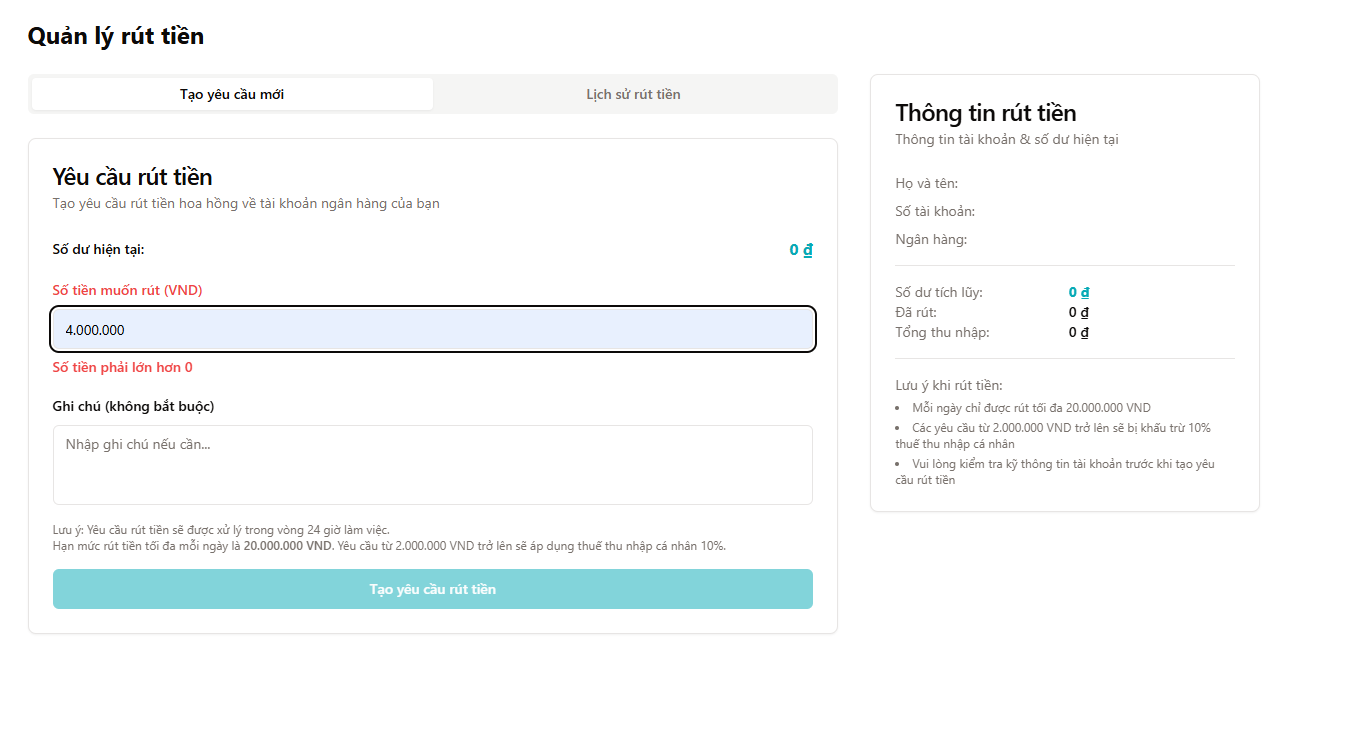 Quản lý rút tiền
Tạo yêu cầu mới
Lịch sử rút tiền
Yêu cầu rút tiền
Tạo yêu cầu rút tiền hoa hồng về tài khoản ngân hàng của bạn
Số dư hiện tại:
0 ₫
Số tiền muốn rút (VND)
4.000.000
Số tiền phải lớn hơn 0
Ghi chú (không bắt buộc)
Nhập ghi chú nếu cần...
Lưu ý: Yêu cầu rút tiền sẽ được xử lý trong vòng 24 giờ làm việc.
Hạn mức rút tiền tối đa mỗi ngày là 20.000.000 VND. Yêu cầu từ 2.000.000 VND trở lên sẽ áp dụng thuế thu nhập cá nhân 10%.
Tạo yêu cầu rút tiền
Thông tin rút tiền
Thông tin tài khoản & số dư hiện tại
Họ và tên:
Số tài khoản:
Ngân hàng:
Số dư tích lũy: 0 ₫
Đã rút: 0 ₫
Tổng thu nhập: 0 ₫
Lưu ý khi rút tiền:
• Mỗi ngày chỉ được rút tối đa 20.000.000 VND
• Các yêu cầu từ 2.000.000 VND trở lên sẽ bị khấu trừ 10%
thuế thu nhập cá nhân
• Vui lòng kiểm tra kỹ thông tin tài khoản trước khi tạo yêu
cầu rút tiền